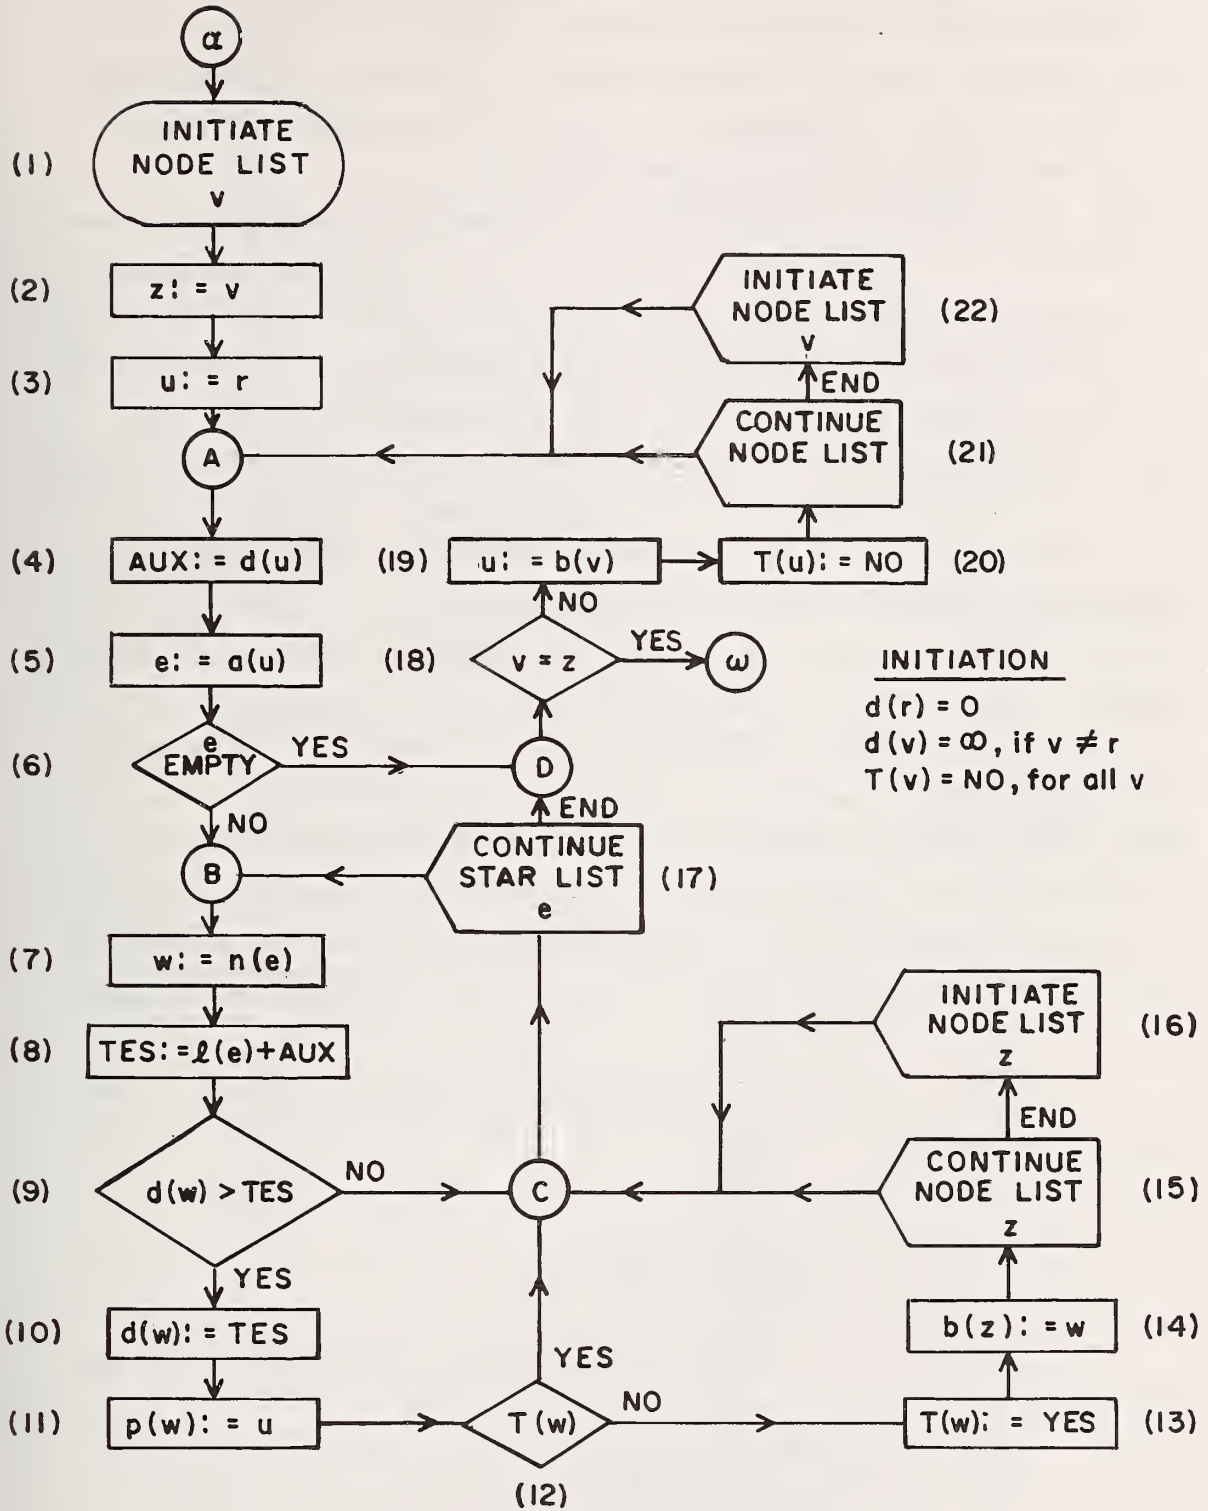 α
(1)
INITIATE
NODE LIST
v
(2)
z: = v
(3)
u: = r
A
(4)
AUX: = d(u)
(5)
e: = a(u)
(6)
e
EMPTY
YES
NO
B
(7)
w: = n(e)
(8)
TES: = ℓ(e)+AUX
(9)
d(w) > TES
NO
YES
(10)
d(w): = TES
(11)
p(w): = u
T(w)
(12)
YES
NO
T(w): = YES
(13)
b(z): = w
(14)
CONTINUE
NODE LIST
z
(15)
END
INITIATE
NODE LIST
z
(16)
C
CONTINUE
STAR LIST
e
(17)
END
D
(18)
v = z
YES
ω
NO
(19)
u: = b(v)
T(u): = NO
(20)
CONTINUE
NODE LIST
(21)
END
INITIATE
NODE LIST
v
(22)
INITIATION
d(r) = 0
d(v) = ∞, if v ≠ r
T(v) = NO, for all v